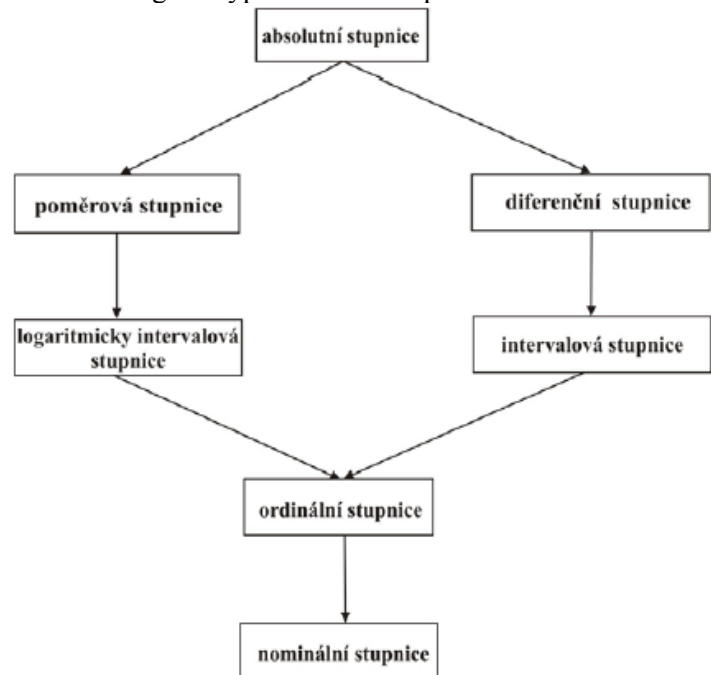 absolutní stupnice
poměrová stupnice
diferenční stupnice
logaritmicky intervalová
stupnice
intervalová stupnice
ordinální stupnice
nominální stupnice